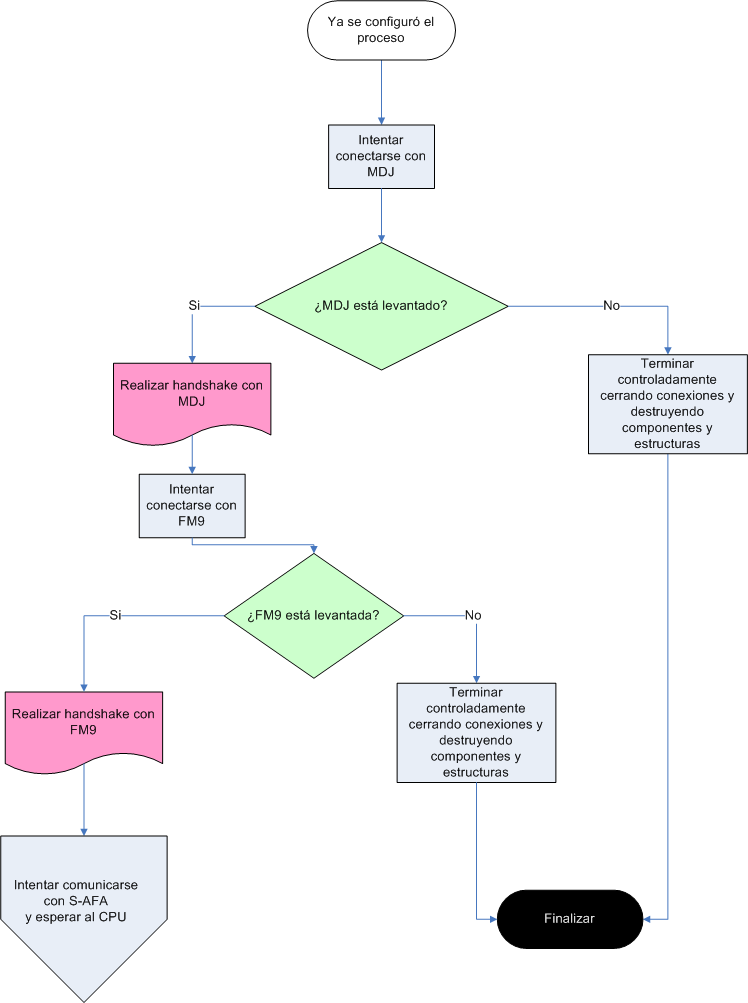 Ya se configuró el
proceso
Intentar
conectarse con
MDJ
¿MDJ está levantado?
Si
No
Realizar handshake con
MDJ
Terminar
controladamente
cerrando conexiones y
destruyendo
componentes y
estructuras
Intentar
conectarse con
FM9
¿FM9 está levantada?
Si
No
Realizar handshake con
FM9
Terminar
controladamente
cerrando conexiones y
destruyendo
componentes y
estructuras
Intentar comunicarse
con S-AFA
y esperar al CPU
Finalizar